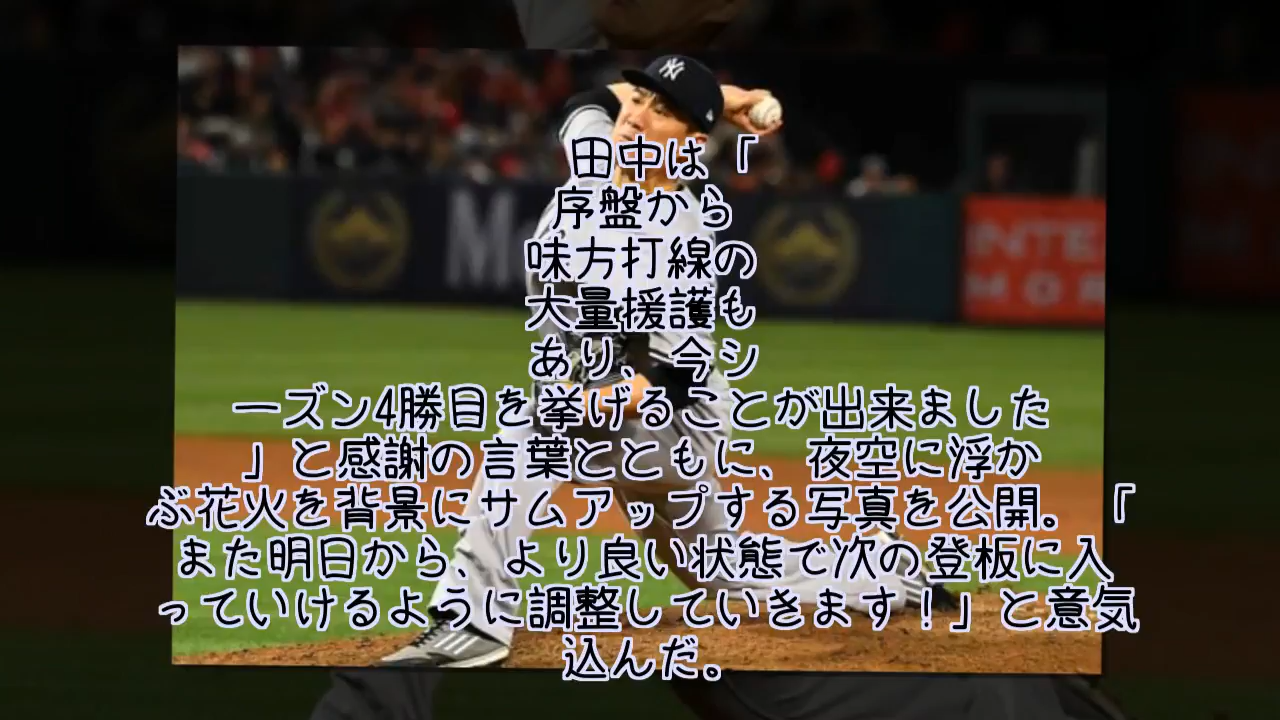 田中は「
序盤から
味方打線の
大量援護も
あり、今シ
ーズン4勝目を挙げることが出来ました
」と感謝の言葉とともに、夜空に浮か
ぶ花火を背景にサムアップする写真を公開。「
また明日から、より良い状態で次の登板に入
っていけるように調整していきます！」と意気
込んだ。
NY
INTE
MOR